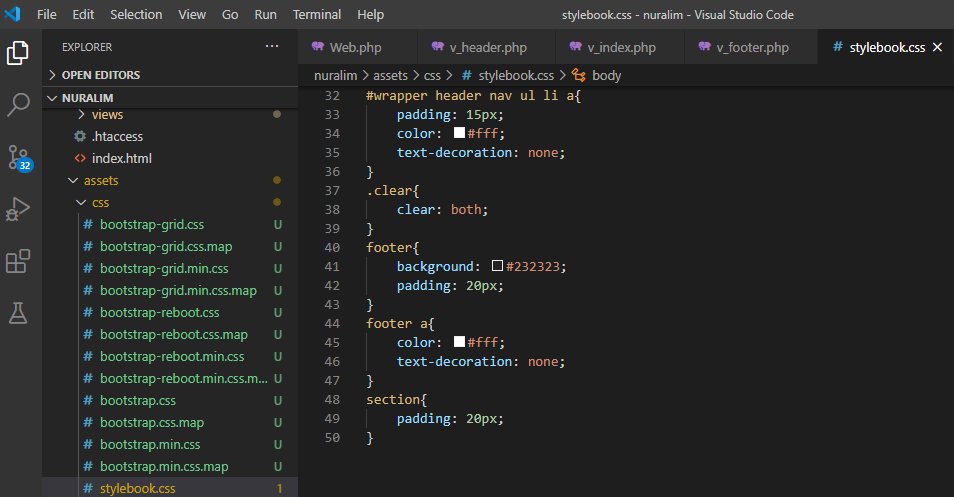 File Edit Selection View Go Run Terminal Help stylebook.css - nuralim - Visual Studio Code
EXPLORER ···
OPEN EDITORS
NURALIM
views
.htaccess
index.html
assets
css
bootstrap-grid.css U
bootstrap-grid.css.map U
bootstrap-grid.min.css U
bootstrap-grid.min.css.map U
bootstrap-reboot.css U
bootstrap-reboot.css.map U
bootstrap-reboot.min.css U
bootstrap-reboot.min.css.m... U
bootstrap.css U
bootstrap.css.map U
bootstrap.min.css U
bootstrap.min.css.map U
stylebook.css 1
32
Web.php v_header.php v_index.php v_footer.php # stylebook.css
nuralim > assets > css > # stylebook.css > body
32 #wrapper header nav ul li a{
33 padding: 15px;
34 color: #fff;
35 text-decoration: none;
36 }
37 .clear{
38 clear: both;
39 }
40 footer{
41 background: #232323;
42 padding: 20px;
43 }
44 footer a{
45 color: #fff;
46 text-decoration: none;
47 }
48 section{
49 padding: 20px;
50 }